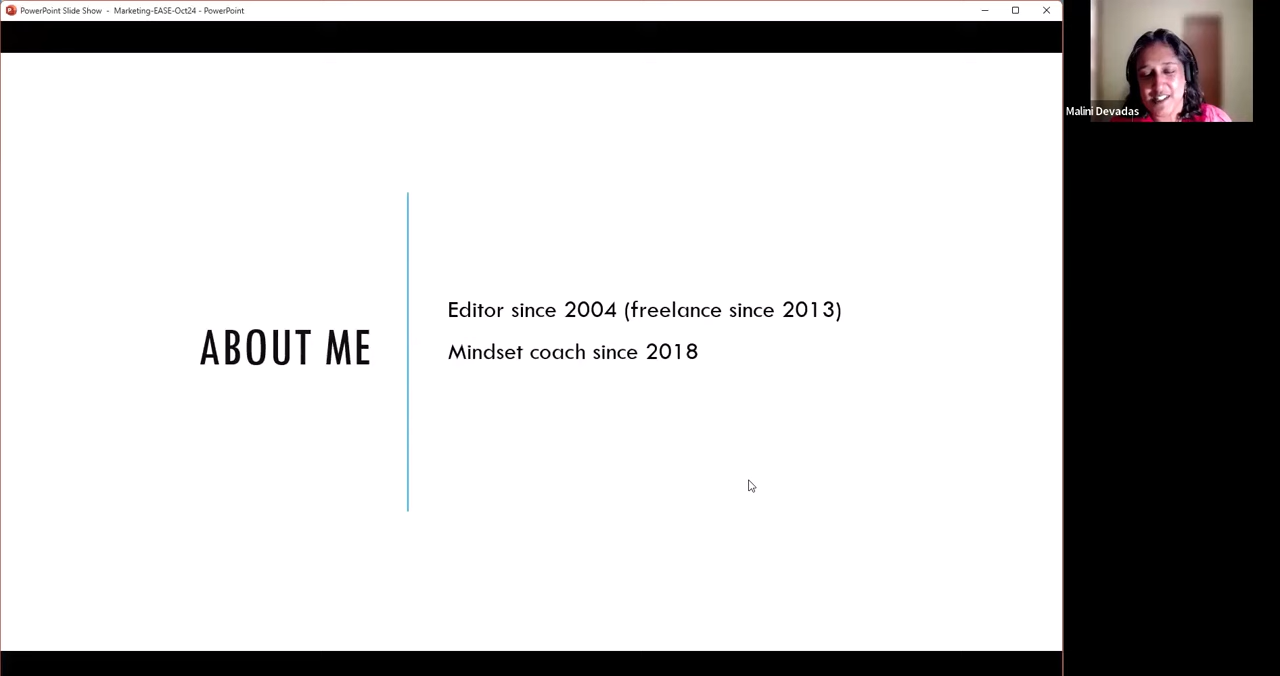 PowerPoint Slide Show - Marketing-EASE-Oct24 - PowerPoint
Malini Devadas
ABOUT ME
Editor since 2004 (freelance since 2013)
Mindset coach since 2018